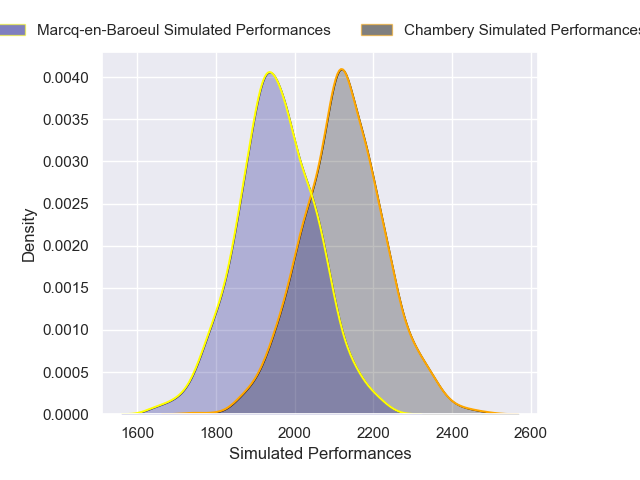 Marcq-en-Baroeul Simulated Performances Chambery Simulated Performances
0.0040
0.0035
0.0030
0.0025
0.0020
0.0015
0.0010
0.0005
0.0000
Density
1600 1800 2000 2200 2400 2600
Simulated Performances